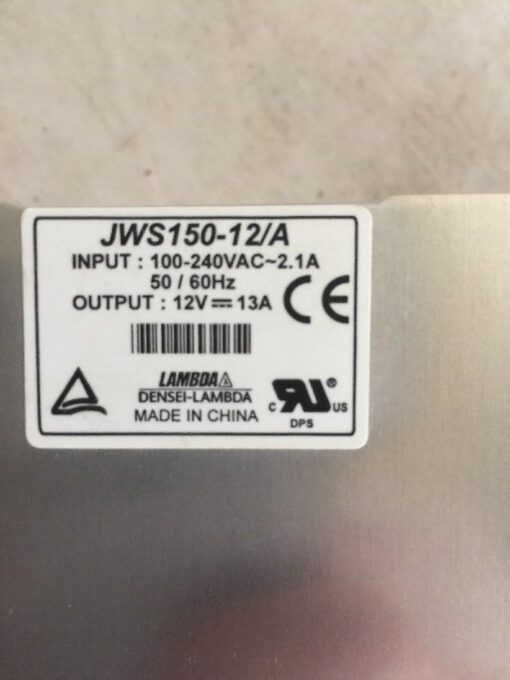 JWS150-12/A
INPUT : 100-240VAC~2.1A
50 / 60Hz
OUTPUT : 12V⎓13A
CE
LAMBDA
DENSEI-LAMBDA
MADE IN CHINA
c RU® US
DPS